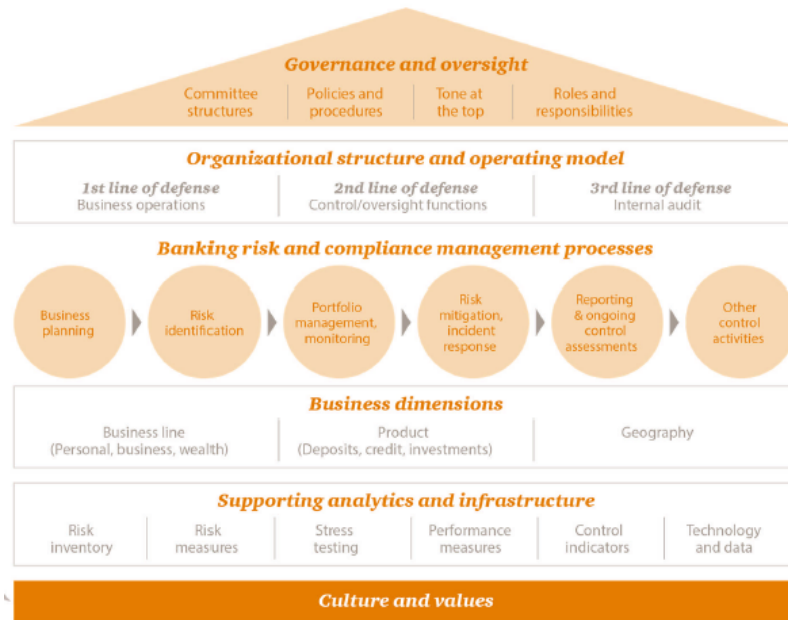 Governance and oversight
Committee structures
Policies and procedures
Tone at the top
Roles and responsibilities
Organizational structure and operating model
1st line of defense
Business operations
2nd line of defense
Control/oversight functions
3rd line of defense
Internal audit
Banking risk and compliance management processes
Business planning
Risk identification
Portfolio management, monitoring
Risk mitigation, incident response
Reporting & ongoing control assessments
Other control activities
Business dimensions
Business line
(Personal, business, wealth)
Product
(Deposits, credit, investments)
Geography
Supporting analytics and infrastructure
Risk inventory
Risk measures
Stress testing
Performance measures
Control indicators
Technology and data
Culture and values